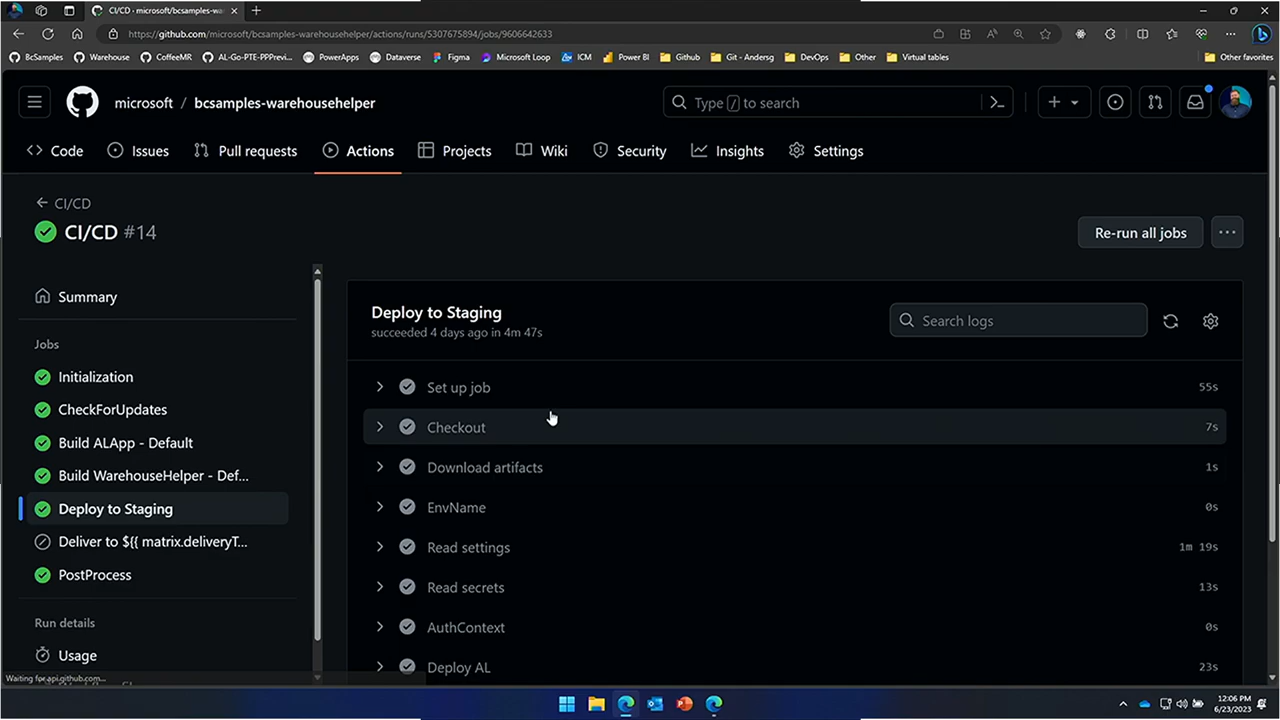 CI/CD · microsoft/bcsamples-wa
https://github.com/microsoft/bcsamples-warehousehelper/actions/runs/5307675894/jobs/9606642633
BcSamples Warehouse CoffeeMR AL-Go-PTE-PPPrevi... PowerApps Dataverse Figma Microsoft Loop ICM Power BI Github Git - Andersg DevOps Other Virtual tables Other favorites
microsoft / bcsamples-warehousehelper Type / to search
Code Issues Pull requests Actions Projects Wiki Security Insights Settings
CI/CD
CI/CD #14 Re-run all jobs
Summary
Jobs
Initialization
CheckForUpdates
Build ALApp - Default
Build WarehouseHelper - Def...
Deploy to Staging
Deliver to ${{ matrix.deliveryT...
PostProcess
Run details
Usage
Deploy to Staging
succeeded 4 days ago in 4m 47s
Search logs
Set up job 55s
Checkout 7s
Download artifacts 1s
EnvName 0s
Read settings 1m 19s
Read secrets 13s
AuthContext 0s
Deploy AL 23s
Waiting for api.github.com...
12:06 PM
6/23/2023